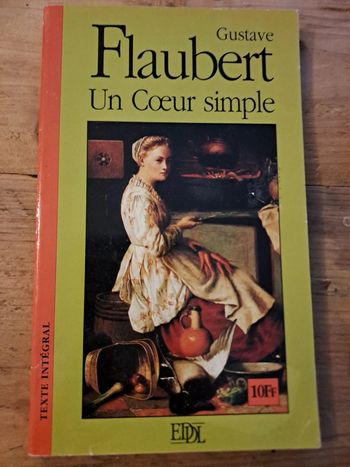 Gustave
Flaubert
Un Cœur simple
TEXTE INTÉGRAL
10FF
EDDL